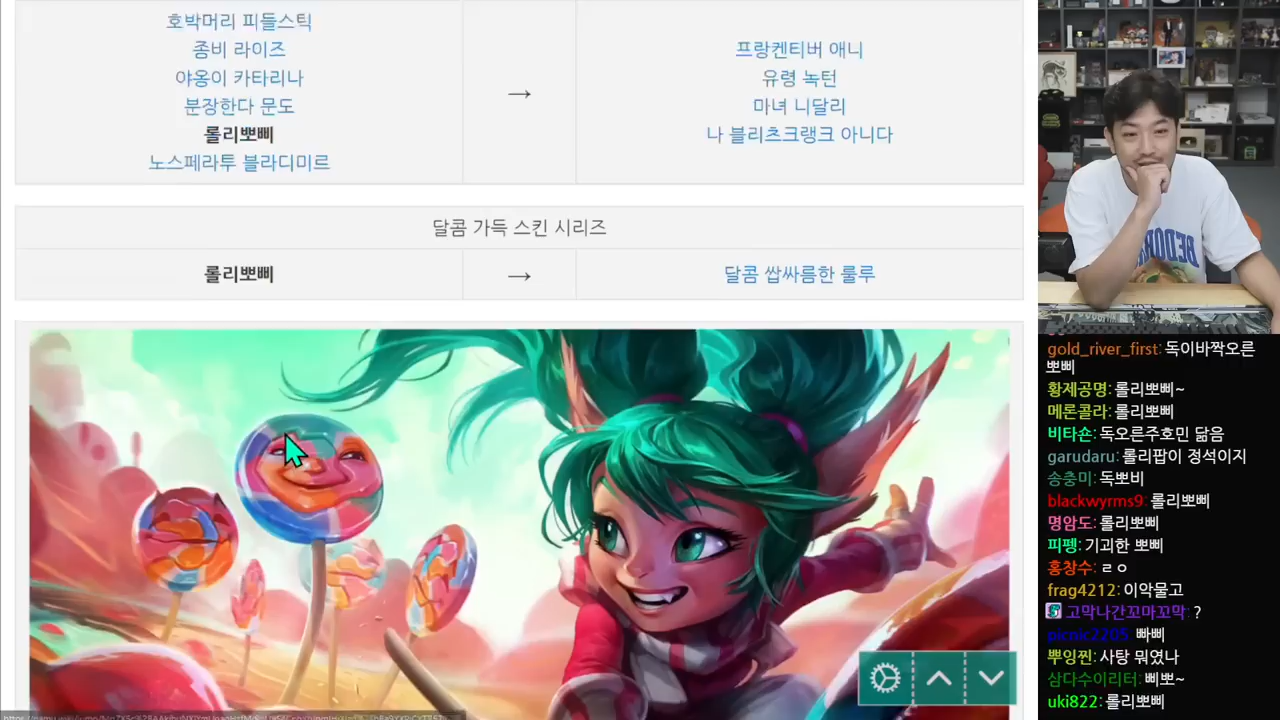 호박머리 피들스틱
좀비 라이즈
야옹이 카타리나
분장한다 문도
롤리뽀삐
노스페라투 블라디미르
→
프랑켄티버 애니
유령 녹턴
마녀 니달리
나 블리츠크랭크 아니다
달콤 가득 스킨 시리즈
롤리뽀삐
→
달콤 쌉싸름한 룰루
gold_river_first: 독이바짝오른
뽀삐
황제공명: 롤리뽀삐~
메론콜라: 롤리뽀삐
비타숀: 독오른주호민 닮음
garudaru: 롤리팝이 정석이지
송충미: 독뽀비
blackwyrms9: 롤리뽀삐
명암도: 롤리뽀삐
피펭: 기괴한 뽀삐
홍창수: ㄹㅇ
frag4212: 이악물고
고막나간꼬마꼬막: ?
picnic2205: 빠삐
뿌잉찐: 사탕 뭐였나
삼다수이리터: 삐뽀~
uki822: 롤리뽀삐